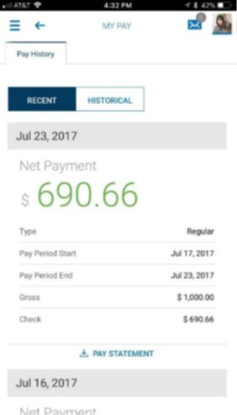 AT&T 4:32 PM 42%
MY PAY
Pay History
RECENT HISTORICAL
Jul 23, 2017
Net Payment
$ 690.66
Type Regular
Pay Period Start Jul 17, 2017
Pay Period End Jul 23, 2017
Gross $ 1,000.00
Check $ 690.66
PAY STATEMENT
Jul 16, 2017
Net Payment